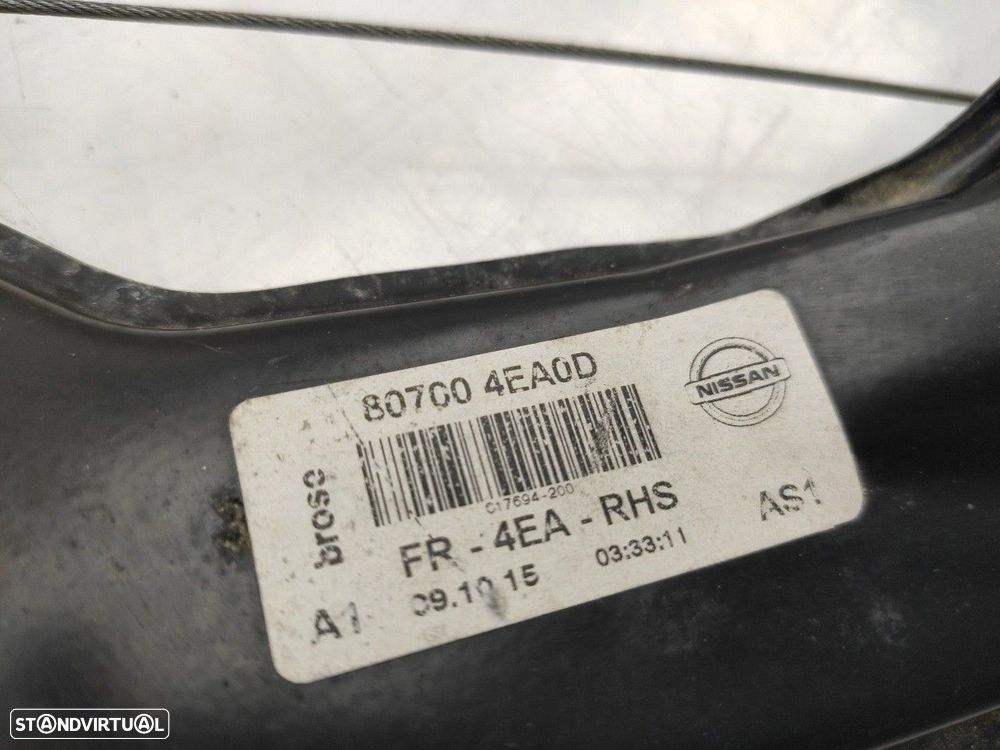 80700 4EA0D
NISSAN
brose
C17694-200
FR - 4EA - RHS
AS1
A1
09.10.15
03:33:11
STANDVIRTUAL